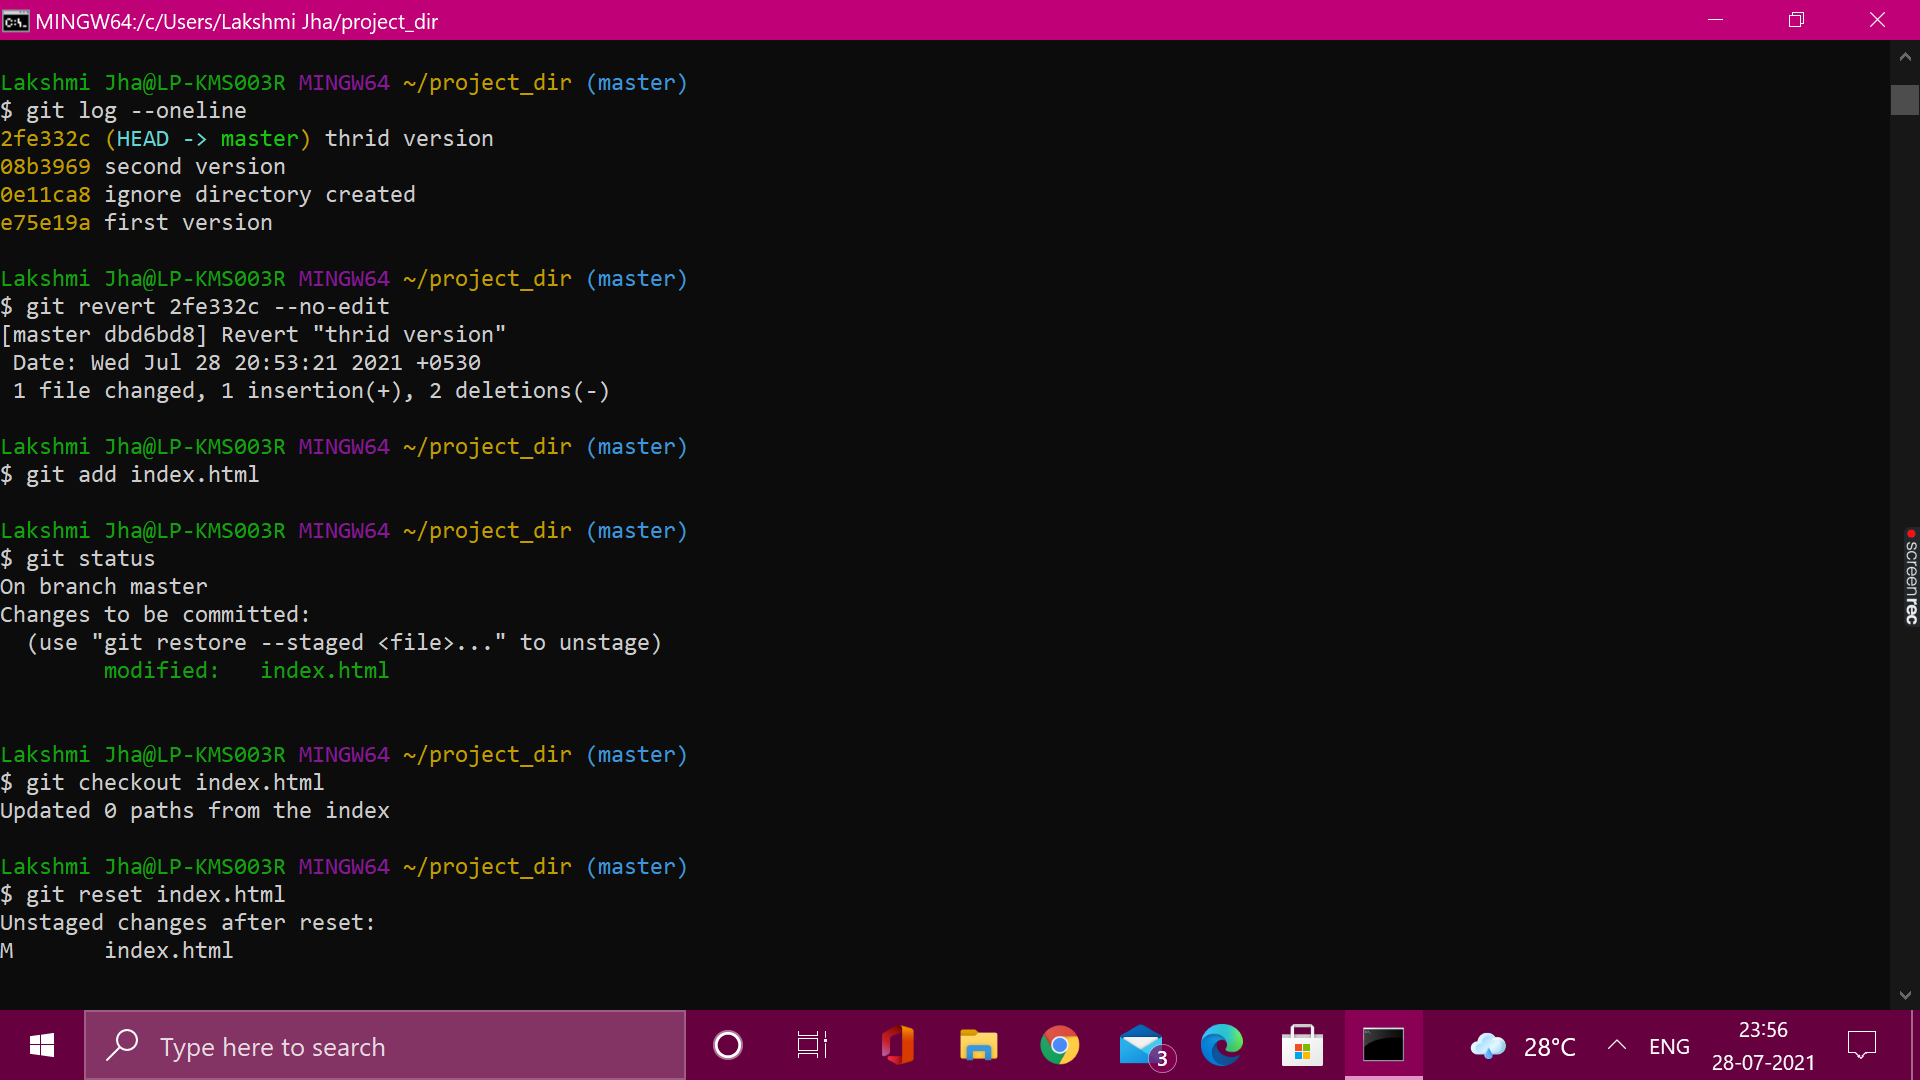 MINGW64:/c/Users/Lakshmi Jha/project_dir
Lakshmi Jha@LP-KMS003R MINGW64 ~/project_dir (master)
$ git log --oneline
2fe332c (HEAD -> master) thrid version
08b3969 second version
0e11ca8 ignore directory created
e75e19a first version
Lakshmi Jha@LP-KMS003R MINGW64 ~/project_dir (master)
$ git revert 2fe332c --no-edit
[master dbd6bd8] Revert "thrid version"
 Date: Wed Jul 28 20:53:21 2021 +0530
 1 file changed, 1 insertion(+), 2 deletions(-)
Lakshmi Jha@LP-KMS003R MINGW64 ~/project_dir (master)
$ git add index.html
Lakshmi Jha@LP-KMS003R MINGW64 ~/project_dir (master)
$ git status
On branch master
Changes to be committed:
  (use "git restore --staged <file>..." to unstage)
        modified:   index.html
Lakshmi Jha@LP-KMS003R MINGW64 ~/project_dir (master)
$ git checkout index.html
Updated 0 paths from the index
Lakshmi Jha@LP-KMS003R MINGW64 ~/project_dir (master)
$ git reset index.html
Unstaged changes after reset:
M       index.html
screenrec
Type here to search
3
28°C
ENG
23:56
28-07-2021